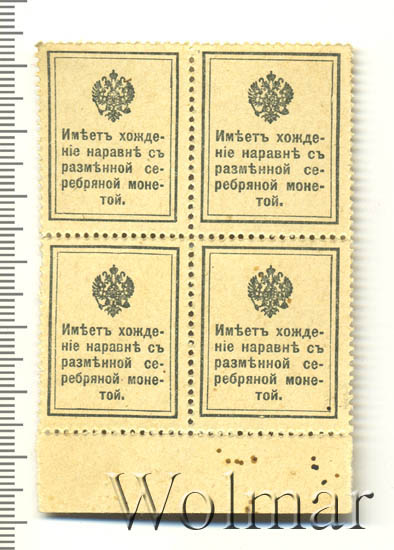 Имѣетъ хожде-
ніе наравнѣ съ
размѣнной се-
ребряной моне-
той.
Имѣетъ хожде-
ніе наравнѣ съ
размѣнной се-
ребряной моне-
той.
Имѣетъ хожде-
ніе наравнѣ съ
размѣнной се-
ребряной моне-
той.
Имѣетъ хожде-
ніе наравнѣ съ
размѣнной се-
ребряной моне-
той.
Wolmar